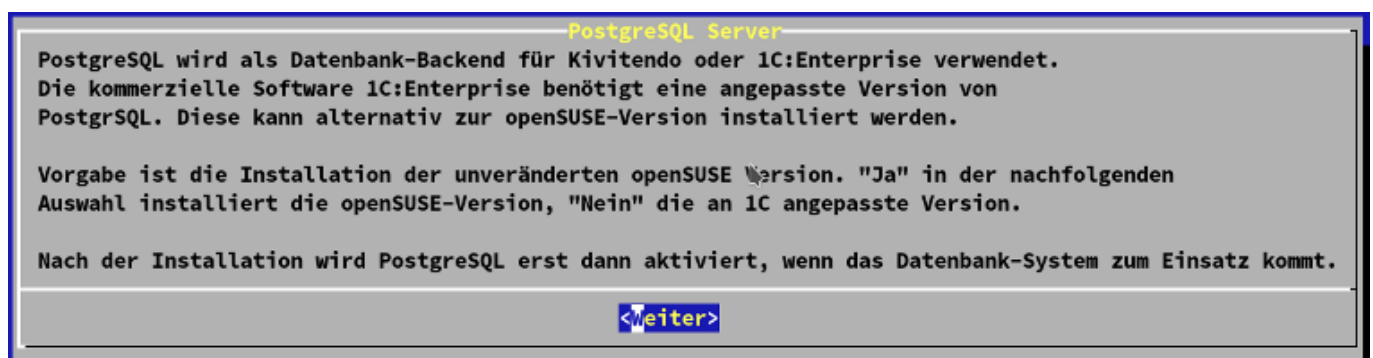 PostgreSQL Server
PostgreSQL wird als Datenbank-Backend für Kivitendo oder 1C:Enterprise verwendet.
Die kommerzielle Software 1C:Enterprise benötigt eine angepasste Version von
PostgrSQL. Diese kann alternativ zur openSUSE-Version installiert werden.
Vorgabe ist die Installation der unveränderten openSUSE Version. "Ja" in der nachfolgenden
Auswahl installiert die openSUSE-Version, "Nein" die an 1C angepasste Version.
Nach der Installation wird PostgreSQL erst dann aktiviert, wenn das Datenbank-System zum Einsatz kommt.
<Weiter>